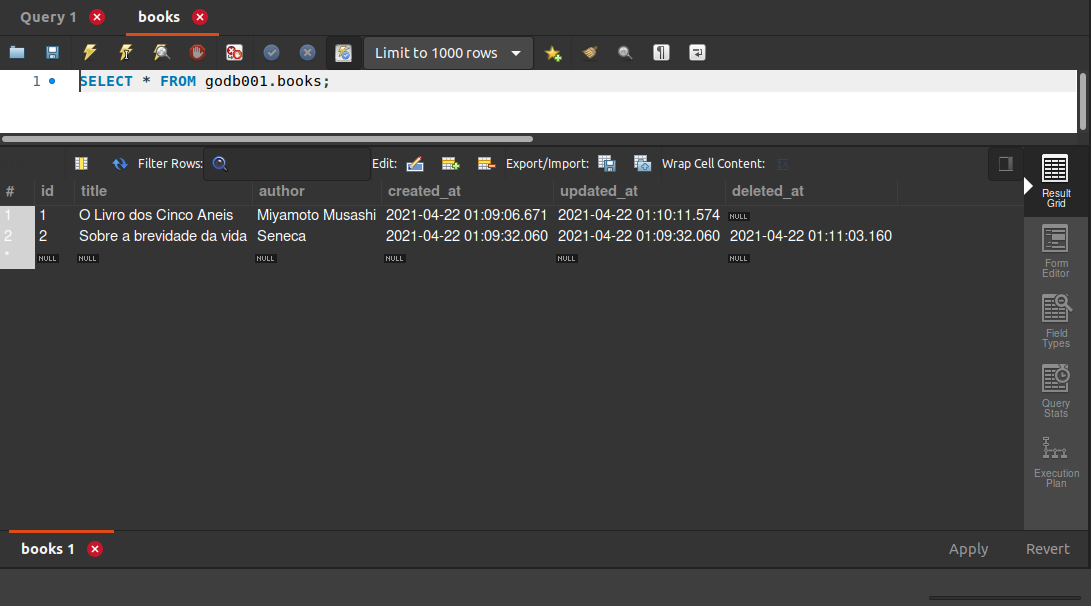 Query 1 books
Limit to 1000 rows
1 SELECT * FROM godb001.books;
Filter Rows: Edit: Export/Import: Wrap Cell Content:
# id title author created_at updated_at deleted_at
1 1 O Livro dos Cinco Aneis Miyamoto Musashi 2021-04-22 01:09:06.671 2021-04-22 01:10:11.574 NULL
2 2 Sobre a brevidade da vida Seneca 2021-04-22 01:09:32.060 2021-04-22 01:09:32.060 2021-04-22 01:11:03.160
* NULL NULL NULL NULL NULL NULL
Result
Grid
Form
Editor
Field
Types
Query
Stats
Execution
Plan
books 1 Apply Revert